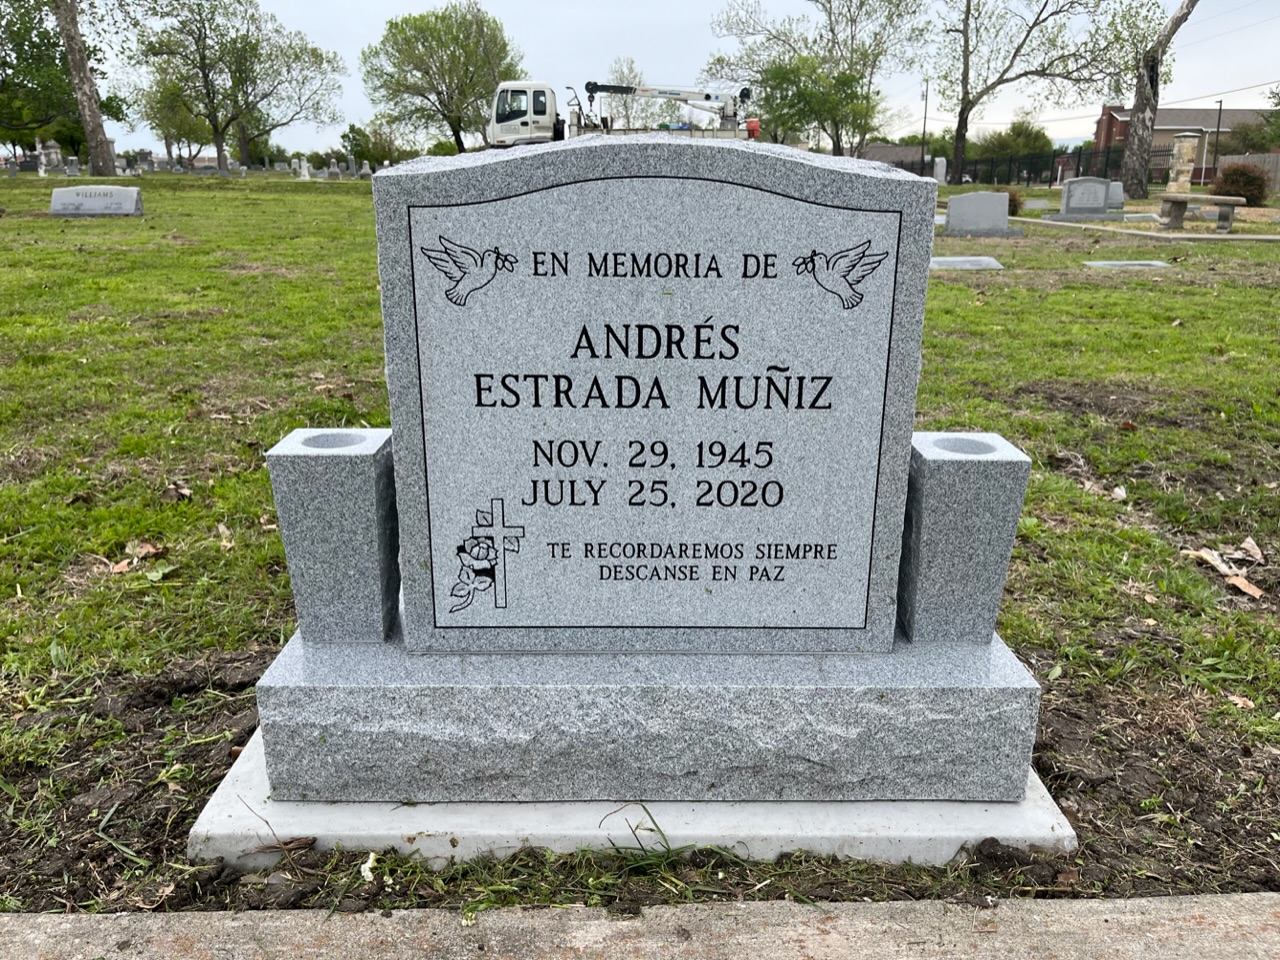 EN MEMORIA DE
ANDRÉS
ESTRADA MUÑIZ
NOV. 29, 1945
JULY 25, 2020
TE RECORDAREMOS SIEMPRE
DESCANSE EN PAZ
WILLIAMS